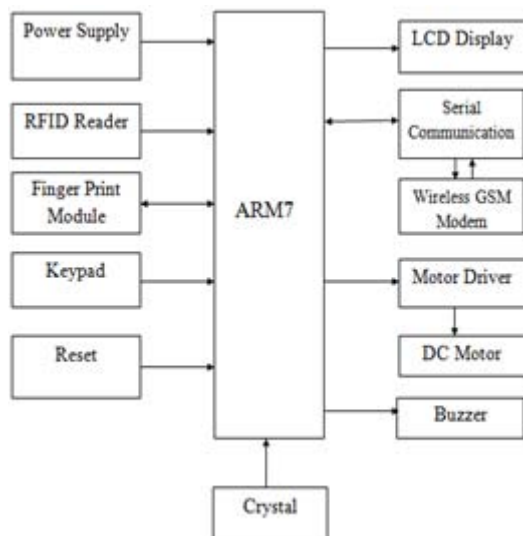 Power Supply
RFID Reader
Finger Print
Module
Keypad
Reset
ARM7
Crystal
LCD Display
Serial
Communication
Wireless GSM
Modem
Motor Driver
DC Motor
Buzzer